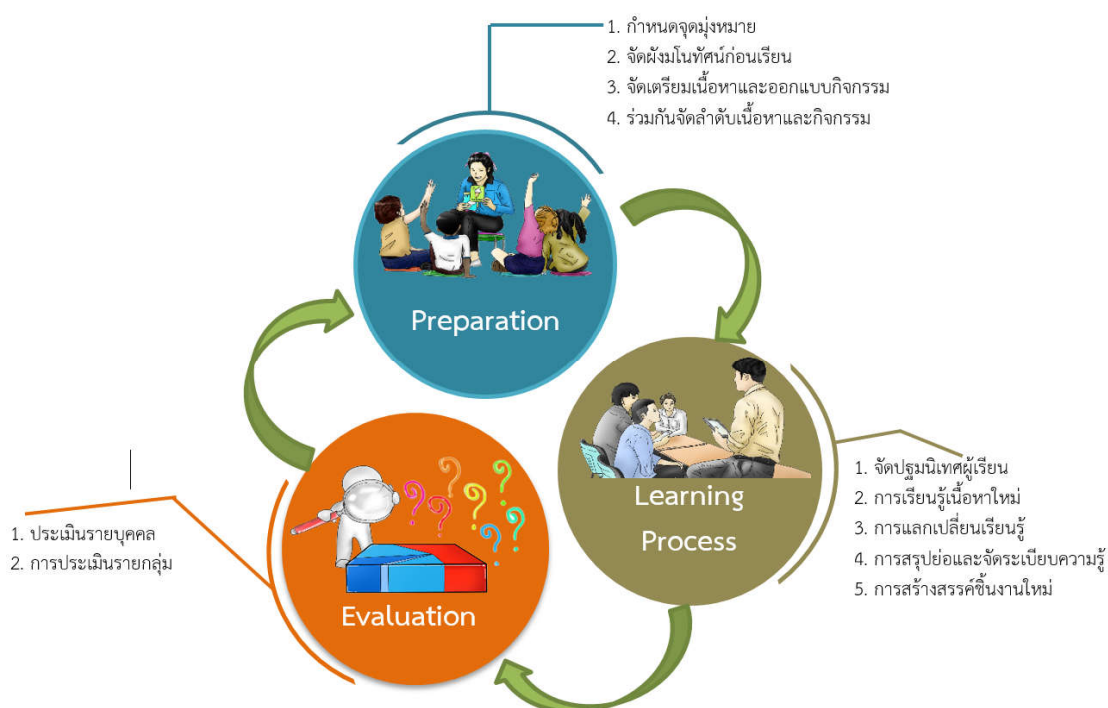 1. กำหนดจุดมุ่งหมาย
2. จัดผังมโนทัศน์ก่อนเรียน
3. จัดเตรียมเนื้อหาและออกแบบกิจกรรม
4. ร่วมกันจัดลำดับเนื้อหาและกิจกรรม
Preparation
Learning
Process
1. จัดปฐมนิเทศผู้เรียน
2. การเรียนรู้เนื้อหาใหม่
3. การแลกเปลี่ยนเรียนรู้
4. การสรุปย่อและจัดระเบียบความรู้
5. การสร้างสรรค์ชิ้นงานใหม่
Evaluation
1. ประเมินรายบุคคล
2. การประเมินรายกลุ่ม